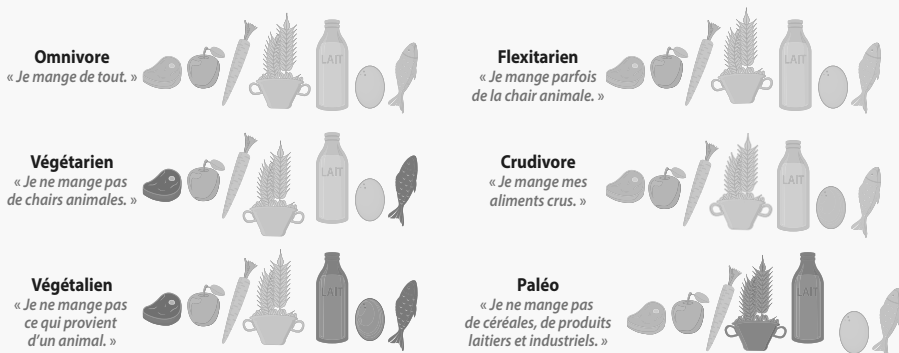 Omnivore
« Je mange de tout. »
LAIT
Flexitarien
« Je mange parfois
de la chair animale. »
LAIT
Végétarien
« Je ne mange pas
de chairs animales. »
LAIT
Crudivore
« Je mange mes
aliments crus. »
LAIT
Végétalien
« Je ne mange pas
ce qui provient
d’un animal. »
LAIT
Paléo
« Je ne mange pas
de céréales, de produits
laitiers et industriels. »
LAIT